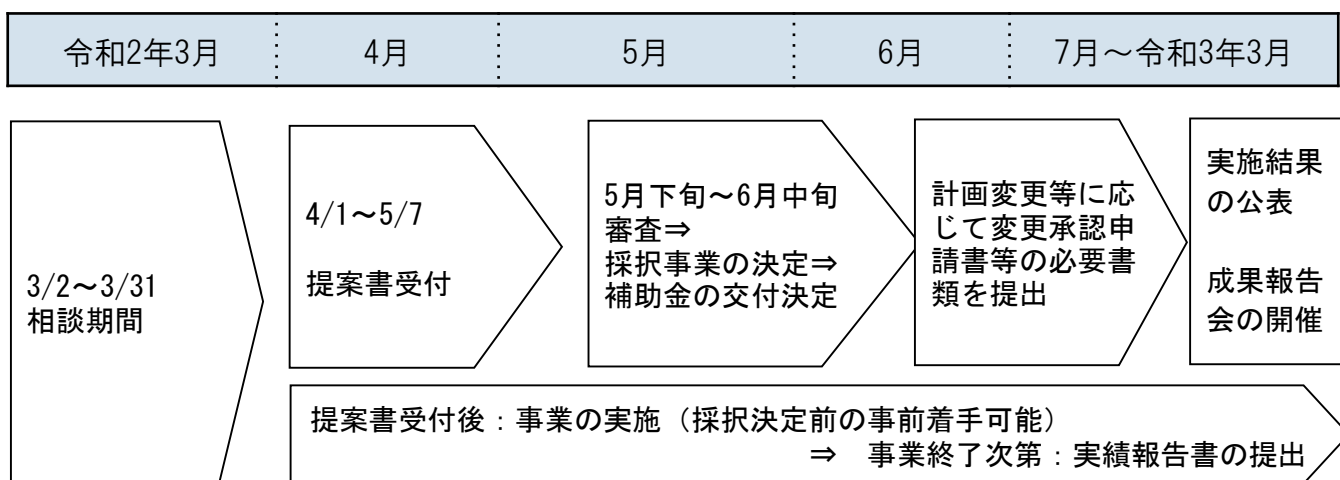 令和2年3月
4月
5月
6月
7月～令和3年3月
3/2～3/31
相談期間
4/1～5/7
提案書受付
5月下旬～6月中旬
審査⇒
採択事業の決定⇒
補助金の交付決定
計画変更等に応
じて変更承認申
請書等の必要書
類を提出
実施結果
の公表
成果報告
会の開催
提案書受付後：事業の実施（採択決定前の事前着手可能）
⇒　事業終了次第：実績報告書の提出